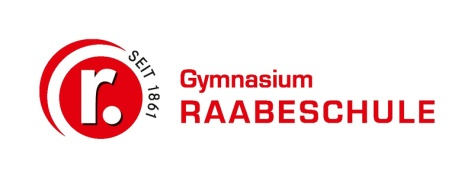 r.
SEIT 1861
Gymnasium
RAABESCHULE